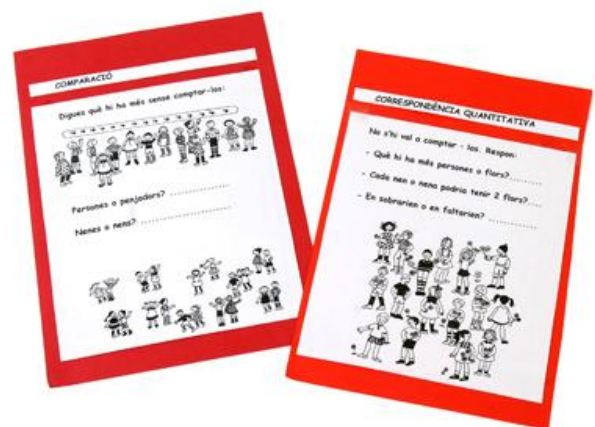 COMPARACIÓ
Digues què hi ha més sense comptar-los:
Persones o penjadors? ..................
Nenes o nens? ..................
CORRESPONDÈNCIA QUANTITATIVA
No s'hi val a comptar - los. Respon:
- Què hi ha més persones o flors?.........
- Cada nen o nena podria tenir 2 flors?....
- En sobrarien o en faltarien? ............